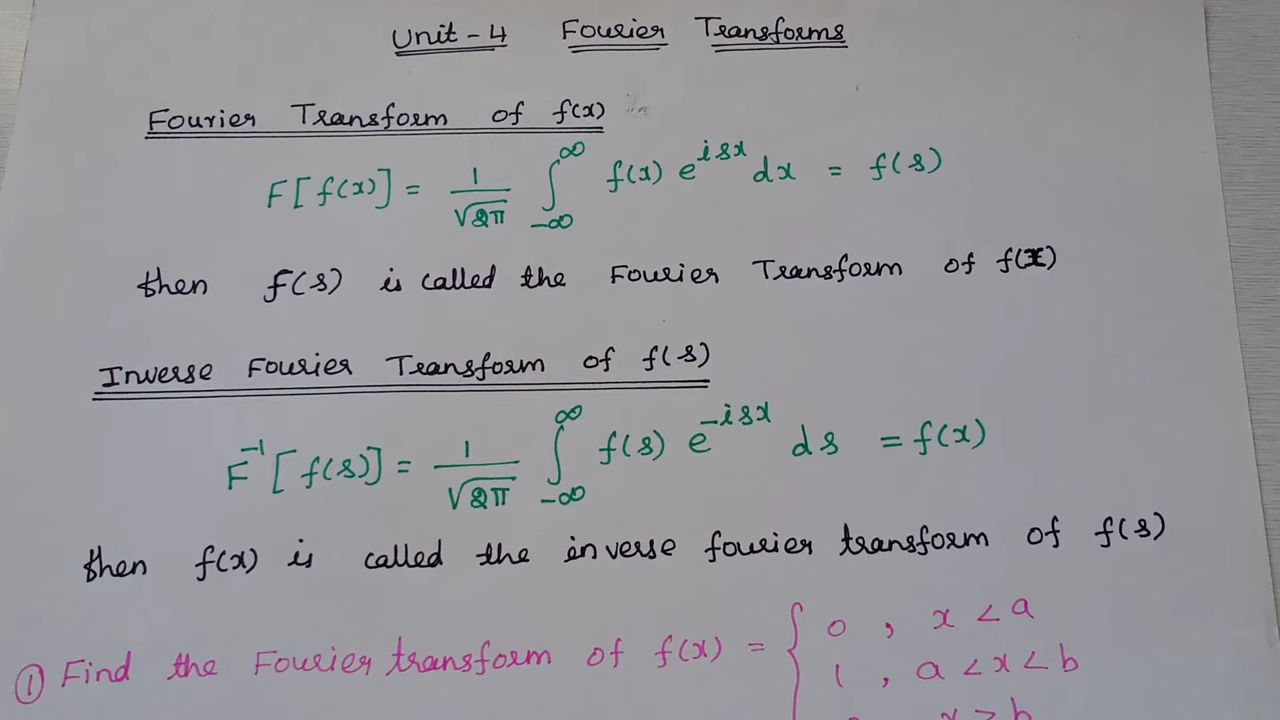 Unit - 4 Fourier Transforms
Fourier Transform of f(x)
F[f(x)] = 1/√2π ∫_{-∞}^{∞} f(x) e^{isx} dx = f(s)
then f(s) is called the Fourier Transform of f(x)
Inverse Fourier Transform of f(s)
F^{-1}[f(s)] = 1/√2π ∫_{-∞}^{∞} f(s) e^{-isx} ds = f(x)
then f(x) is called the inverse fourier transform of f(s)
① Find the Fourier transform of f(x) = { 0, x < a
1, a < x < b
x > b